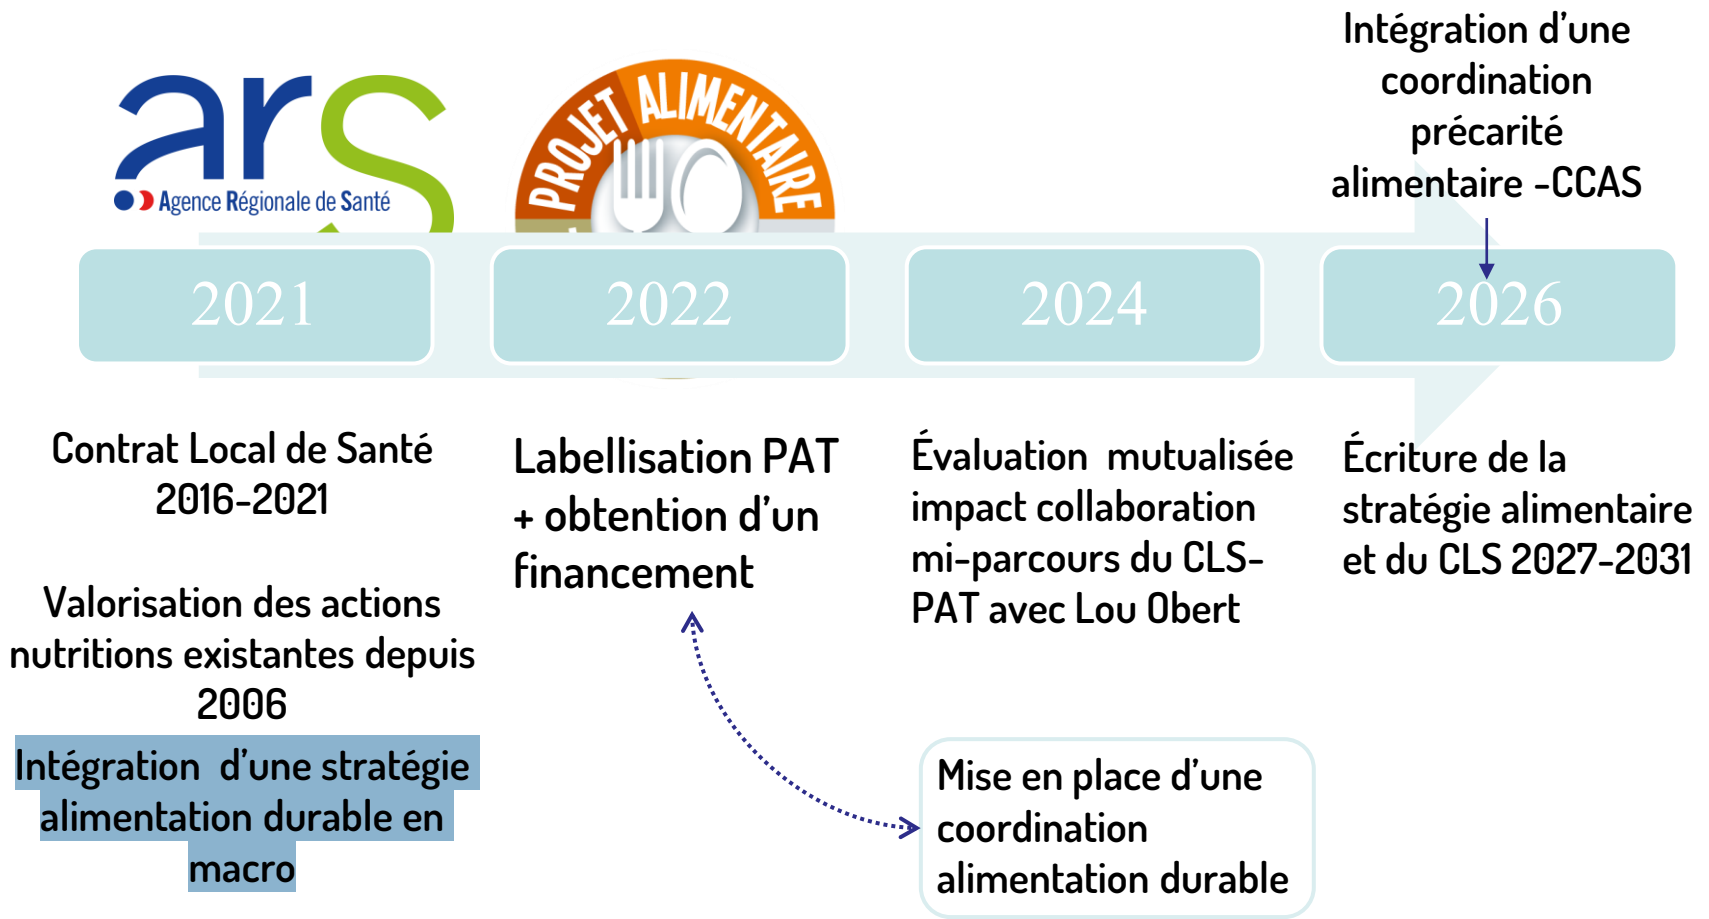 Intégration d’une
coordination
précarité
alimentaire -CCAS
ars
Agence Régionale de Santé
PROJET ALIMENTAIRE
2021
2022
2024
2026
Contrat Local de Santé
2016-2021
Valorisation des actions
nutritions existantes depuis
2006
Intégration d’une stratégie
alimentation durable en
macro
Labellisation PAT
+ obtention d’un
financement
Évaluation mutualisée
impact collaboration
mi-parcours du CLS-
PAT avec Lou Obert
Écriture de la
stratégie alimentaire
et du CLS 2027-2031
Mise en place d’une
coordination
alimentation durable